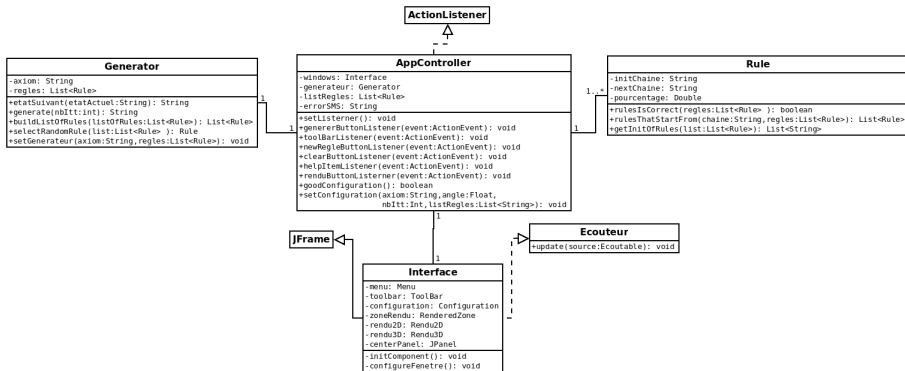 ActionListener
Generator
-axiom: String
-regles: List<Rule>
+etatSuivant(etatActuel:String): String
+generate(nbItt:int): String
+buildListOfRules(listOfRules:List<Rule>): List<Rule>
+selectRandomRule(list:List<Rule> ): Rule
+setGenerateur(axiom:String,regles:List<Rule>): void
1
1
AppController
-windows: Interface
-generateur: Generator
-listRegles: List<Rule>
-errorSMS: String
+setListerner(): void
+genererButtonListener(event:ActionEvent): void
+toolBarListener(event:ActionEvent): void
+newRegleButtonListener(event:ActionEvent): void
+clearButtonListener(event:ActionEvent): void
+helpItemListener(event:ActionEvent): void
+renduButtonListerner(event:ActionEvent): void
+goodConfiguration(): boolean
+setConfiguration(axiom:String,angle:Float,
nbItt:Int,listRegles:List<String>): void
1
1..*
Rule
-initChaine: String
-nextChaine: String
-pourcentage: Double
+rulesIsCorrect(regles:List<Rule> ): boolean
+rulesThatStartFrom(chaine:String,regles:List<Rule>): List<Rule>
+getInitOfRules(list:List<Rule>): List<String>
1
1
JFrame
Ecouteur
+update(source:Ecoutable): void
Interface
-menu: Menu
-toolbar: ToolBar
-configuration: Configuration
-zoneRendu: RenderedZone
-rendu2D: Rendu2D
-rendu3D: Rendu3D
-centerPanel: JPanel
-initComponent(): void
-configureFenetre(): void